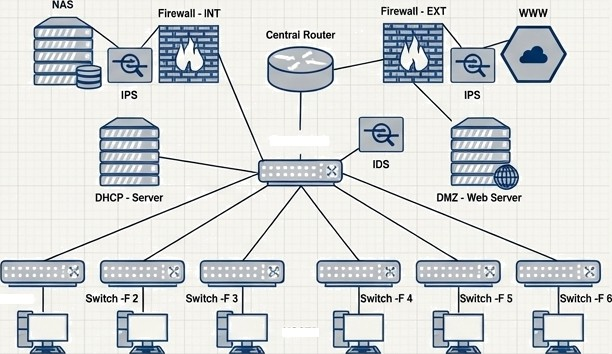 NAS
Firewall - INT
Firewall - EXT
WWW
Central Router
IPS
IPS
IDS
DHCP - Server
DMZ - Web Server
Switch -F 2
Switch -F 3
Switch -F 4
Switch -F 5
Switch -F 6